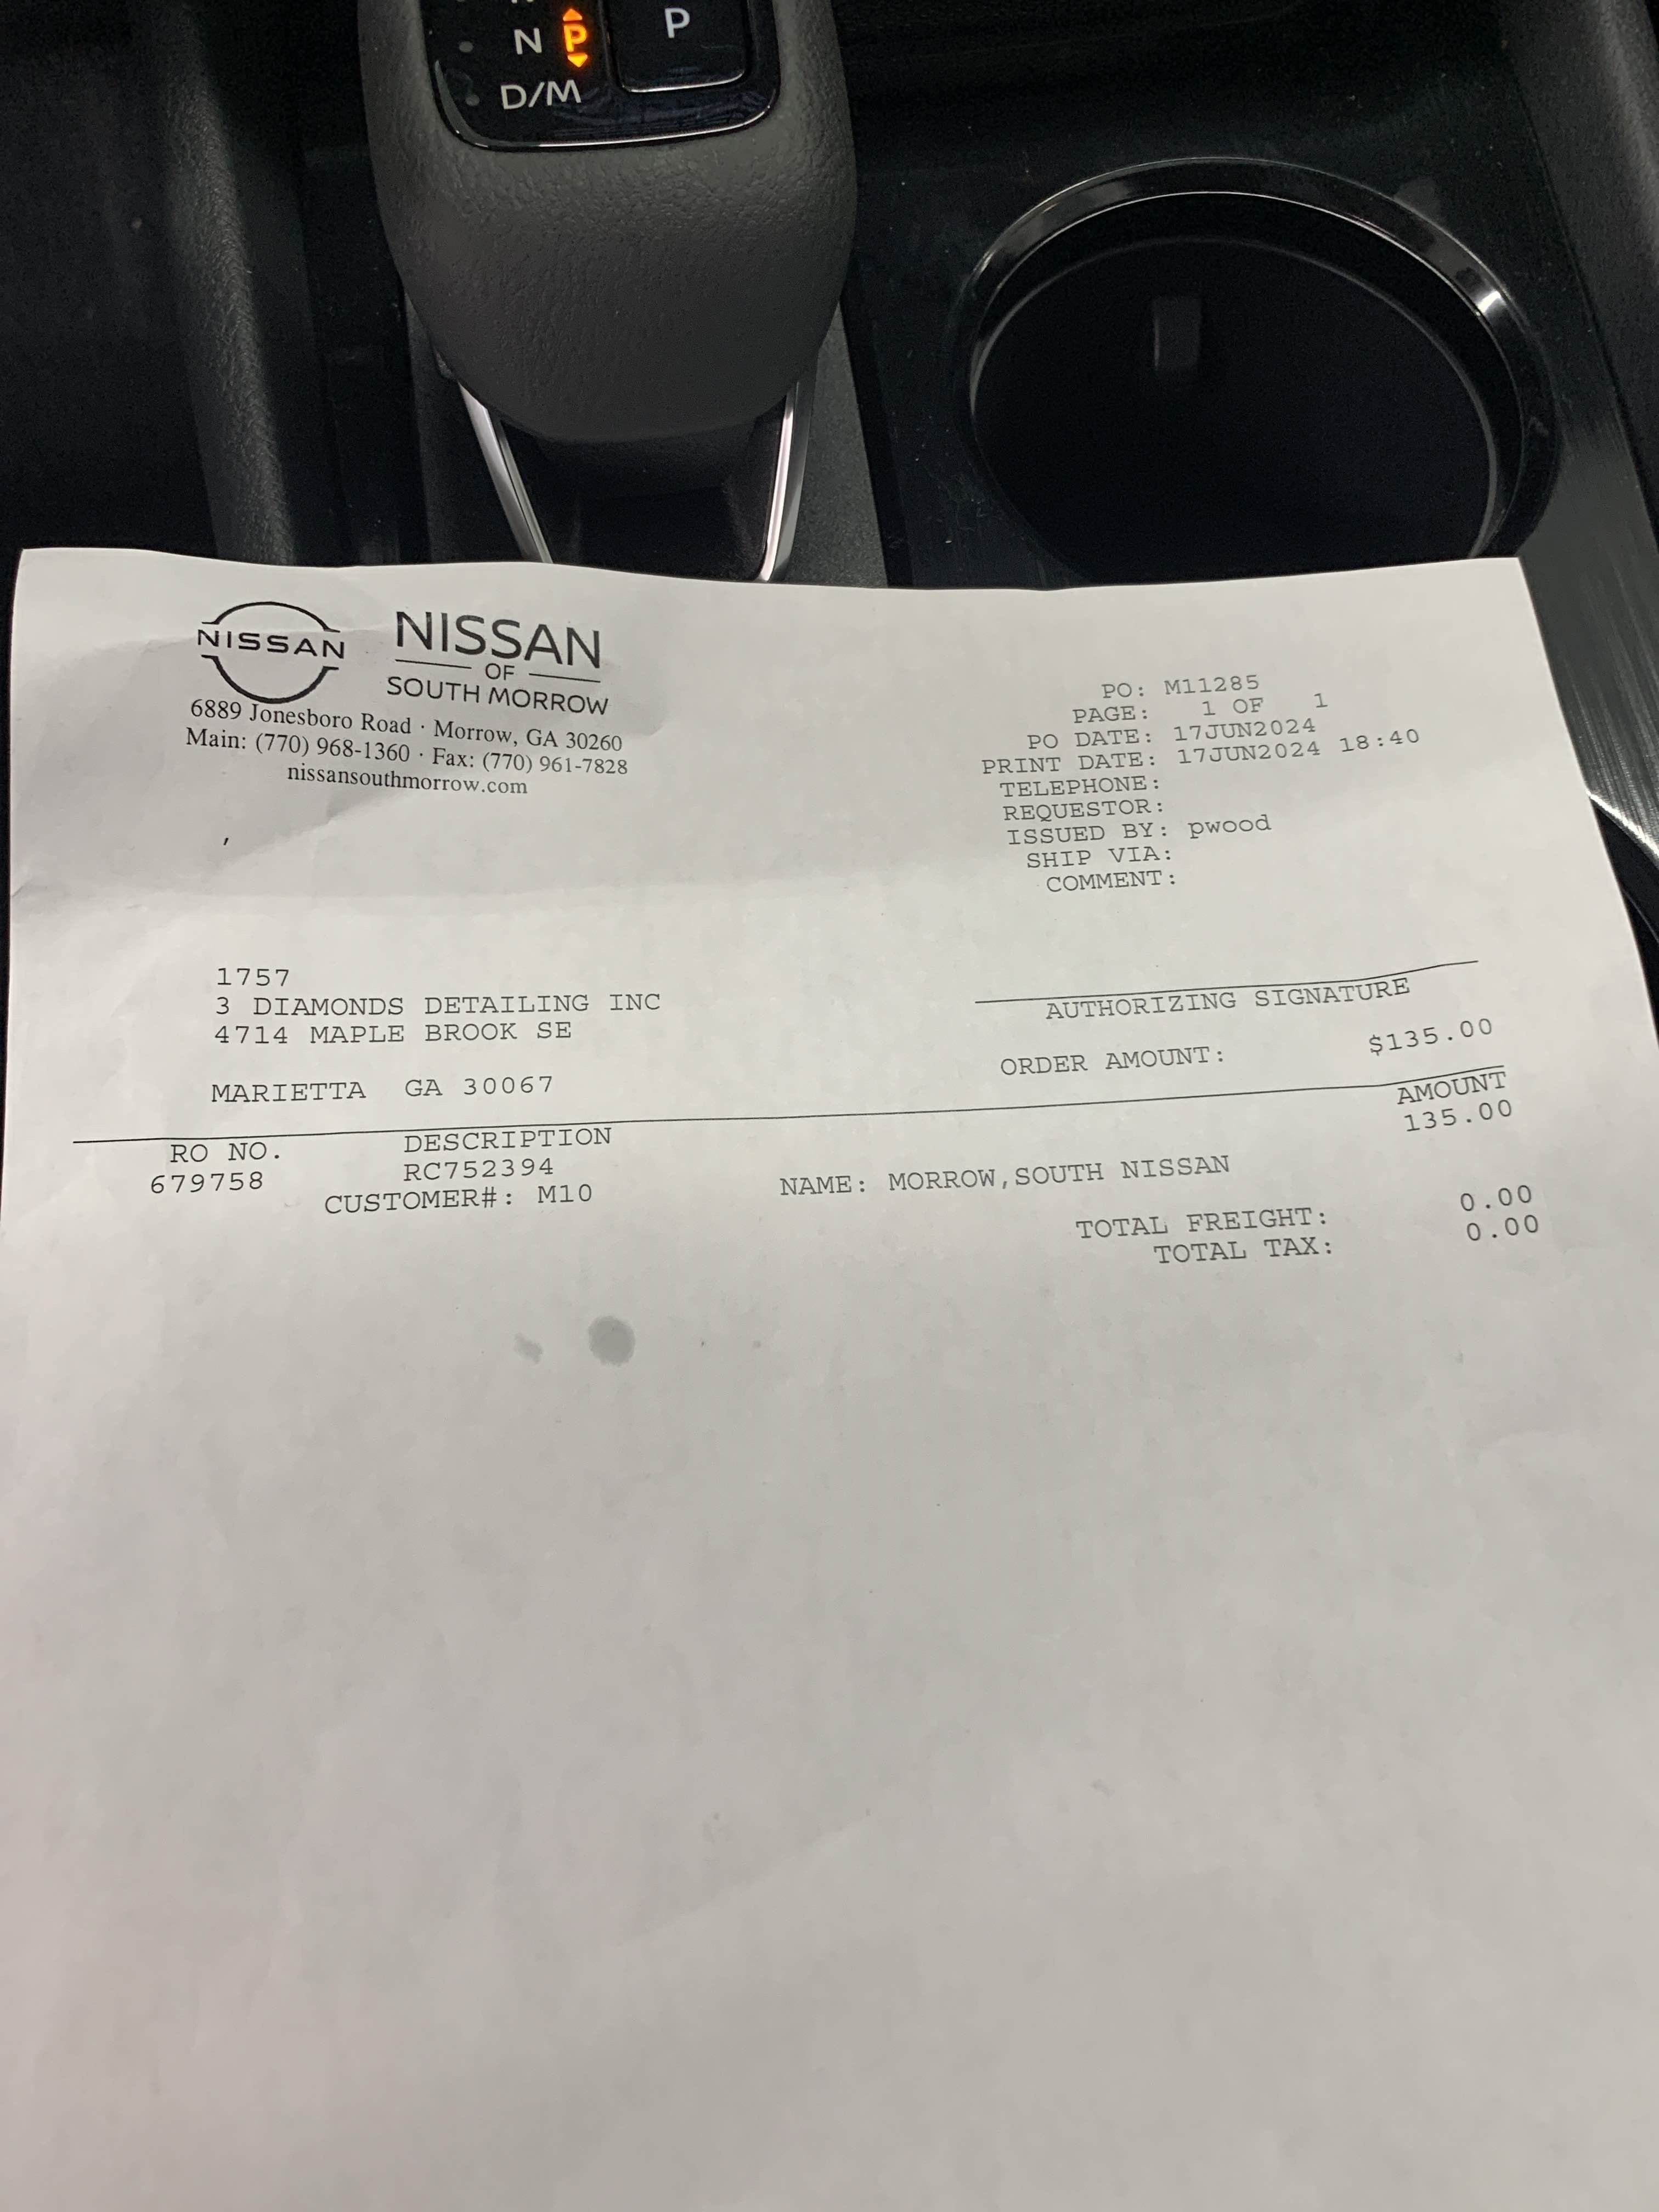 N P
P
D/M
NISSAN
NISSAN
OF
SOUTH MORROW
6889 Jonesboro Road · Morrow, GA 30260
Main: (770) 968-1360 · Fax: (770) 961-7828
nissansouthmorrow.com
PO: M11285
PAGE: 1 OF 1
PO DATE: 17JUN2024
PRINT DATE: 17JUN2024 18:40
TELEPHONE:
REQUESTOR:
ISSUED BY: pwood
SHIP VIA:
COMMENT:
,
1757
3 DIAMONDS DETAILING INC
4714 MAPLE BROOK SE
MARIETTA GA 30067
AUTHORIZING SIGNATURE
ORDER AMOUNT: $135.00
RO NO. DESCRIPTION AMOUNT
679758 RC752394 135.00
CUSTOMER#: M10 NAME: MORROW,SOUTH NISSAN
TOTAL FREIGHT: 0.00
TOTAL TAX: 0.00